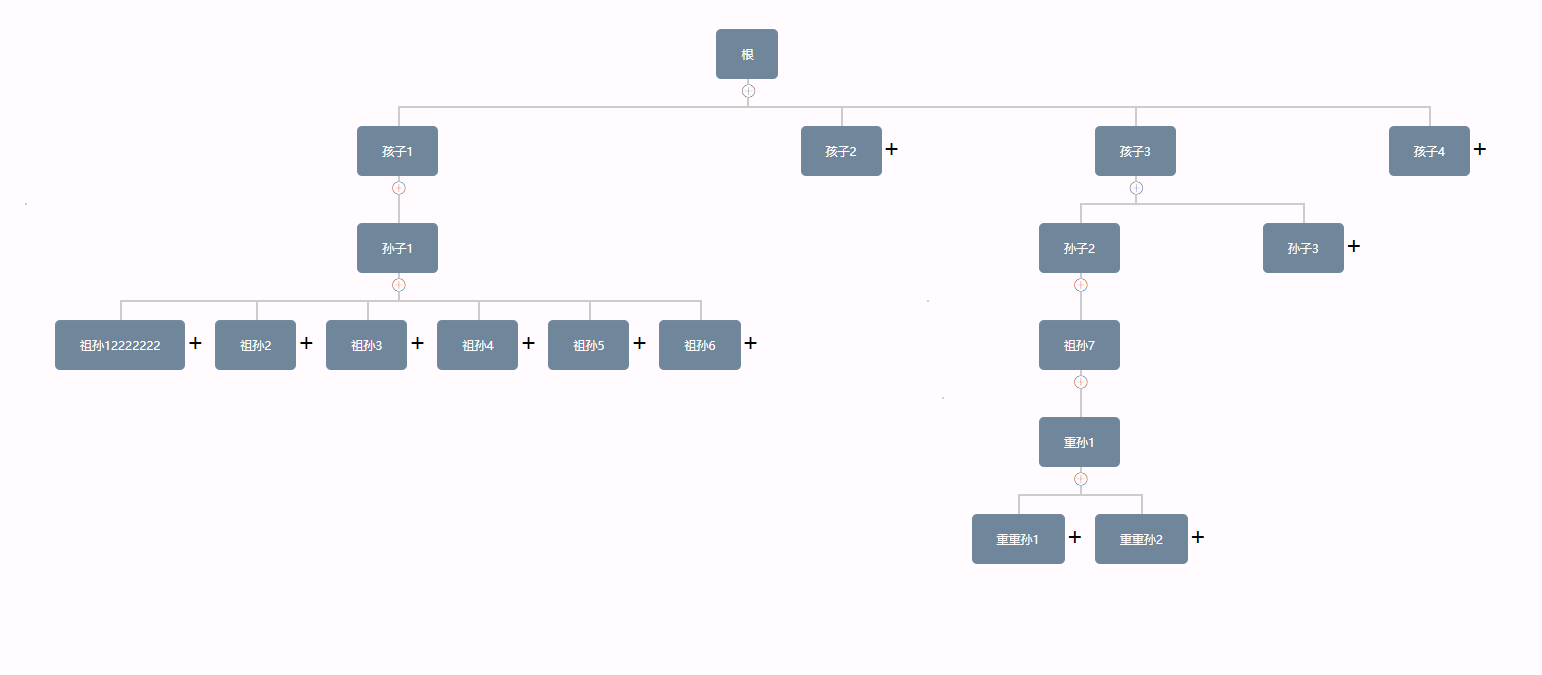 根
孩子1
孩子2
+
孩子3
孩子4
+
孙子1
孙子2
孙子3
+
祖孙12222222
+
祖孙2
+
祖孙3
+
祖孙4
+
祖孙5
+
祖孙6
+
祖孙7
重孙1
重重孙1
+
重重孙2
+